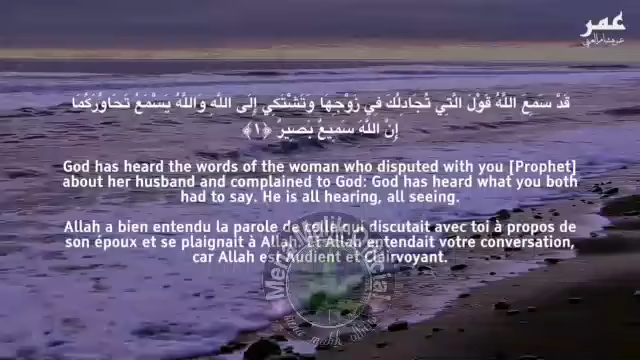 عمر
عمر هشام العربي
قَدْ سَمِعَ اللَّهُ قَوْلَ الَّتِي تُجَادِلُكَ فِي زَوْجِهَا وَتَشْتَكِي إِلَى اللَّهِ وَاللَّهُ يَسْمَعُ تَحَاوُرَكُمَا
إِنَّ اللَّهَ سَمِيعٌ بَصِيرٌ ﴿١﴾
God has heard the words of the woman who disputed with you [Prophet]
about her husband and complained to God: God has heard what you both
had to say. He is all hearing, all seeing.
Allah a bien entendu la parole de celle qui discutait avec toi à propos de
son époux et se plaignait à Allah. Et Allah entendait votre conversation,
car Allah est Audient et Clairvoyant.